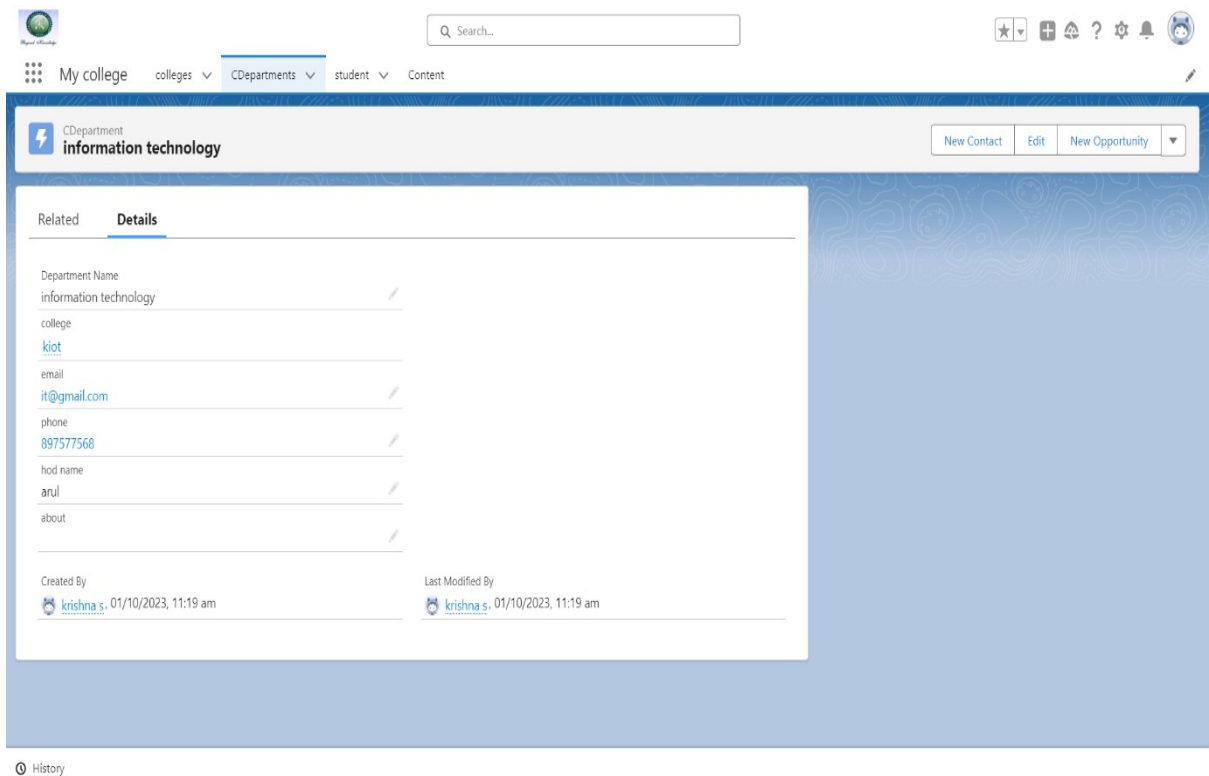 Search...
My college colleges CDepartments student Content
CDepartment
information technology
New Contact Edit New Opportunity
Related Details
Department Name
information technology
college
kiot
email
it@gmail.com
phone
897577568
hod name
arul
about
Created By
krishna s, 01/10/2023, 11:19 am
Last Modified By
krishna s, 01/10/2023, 11:19 am
History